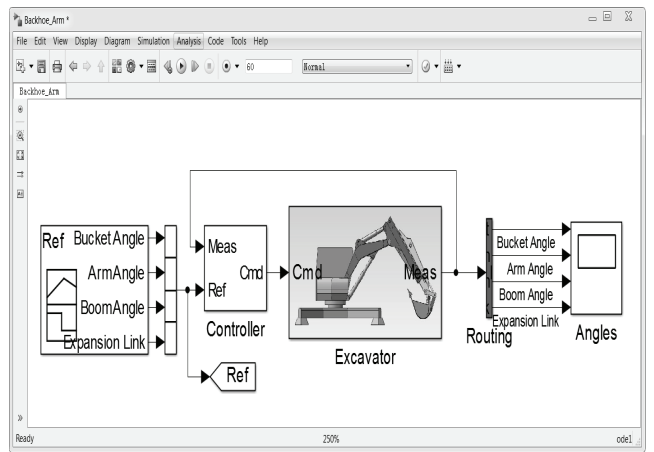 Backhoe_Arm *
File Edit View Display Diagram Simulation Analysis Code Tools Help
60 Normal
Backhoe_Arm
Ref
Bucket Angle
ArmAngle
BoomAngle
Expansion Link
Meas
Cmd
Ref
Controller
Ref
Cmd
Meas
Excavator
Routing
Bucket Angle
Arm Angle
Boom Angle
Expansion Link
Angles
Ready 250% ode1